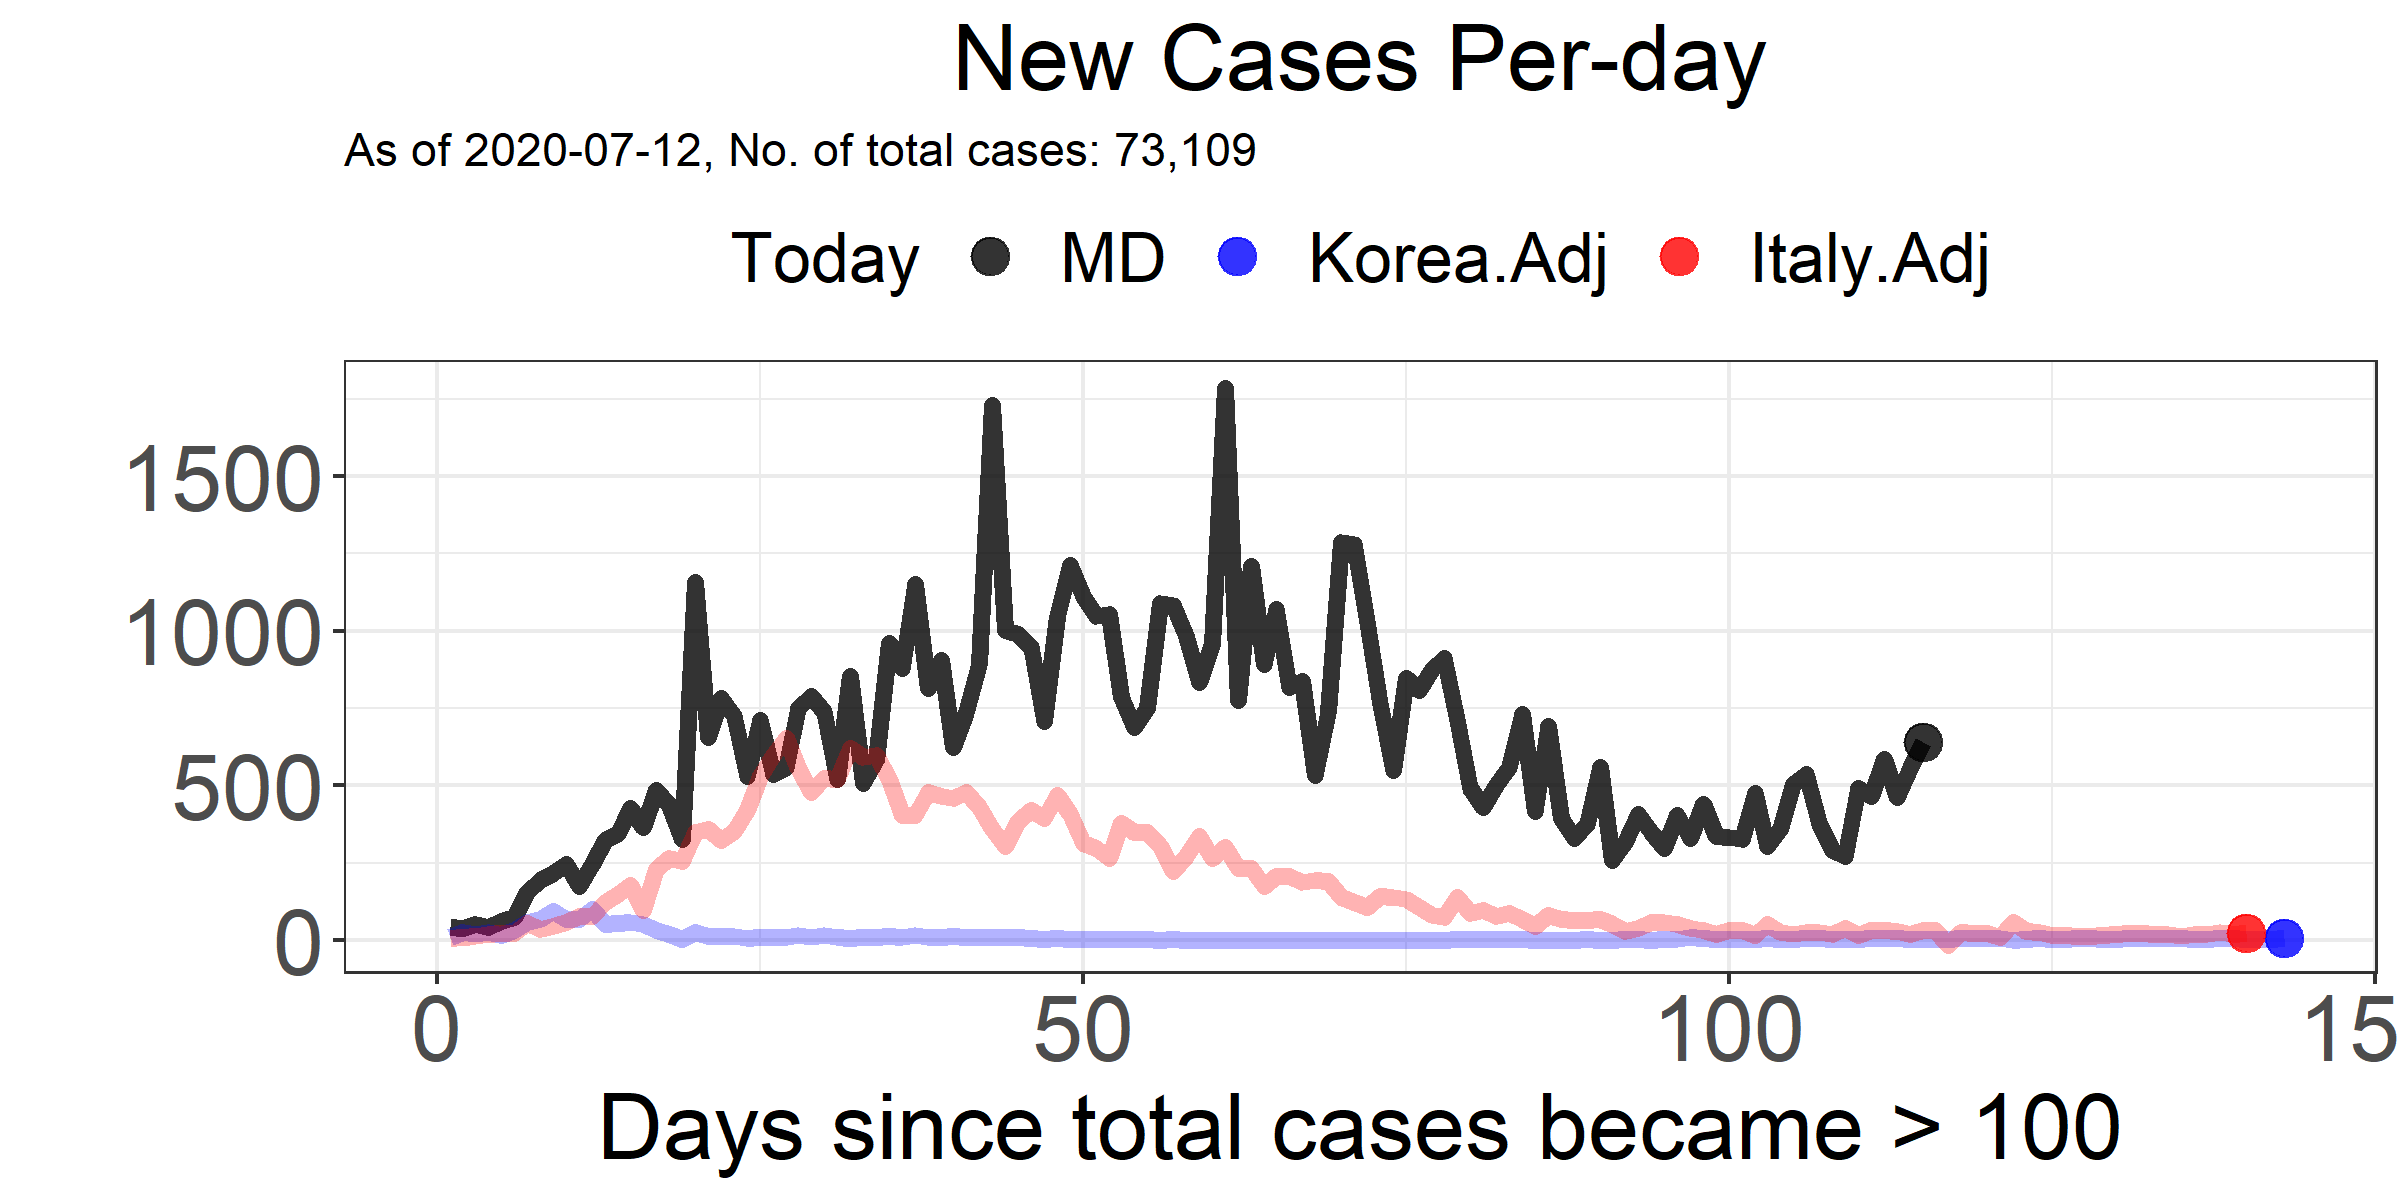 New Cases Per-day
As of 2020-07-12, No. of total cases: 73,109
Today MD Korea.Adj Italy.Adj
1500
1000
500
0
0 50 100 15
Days since total cases became > 100